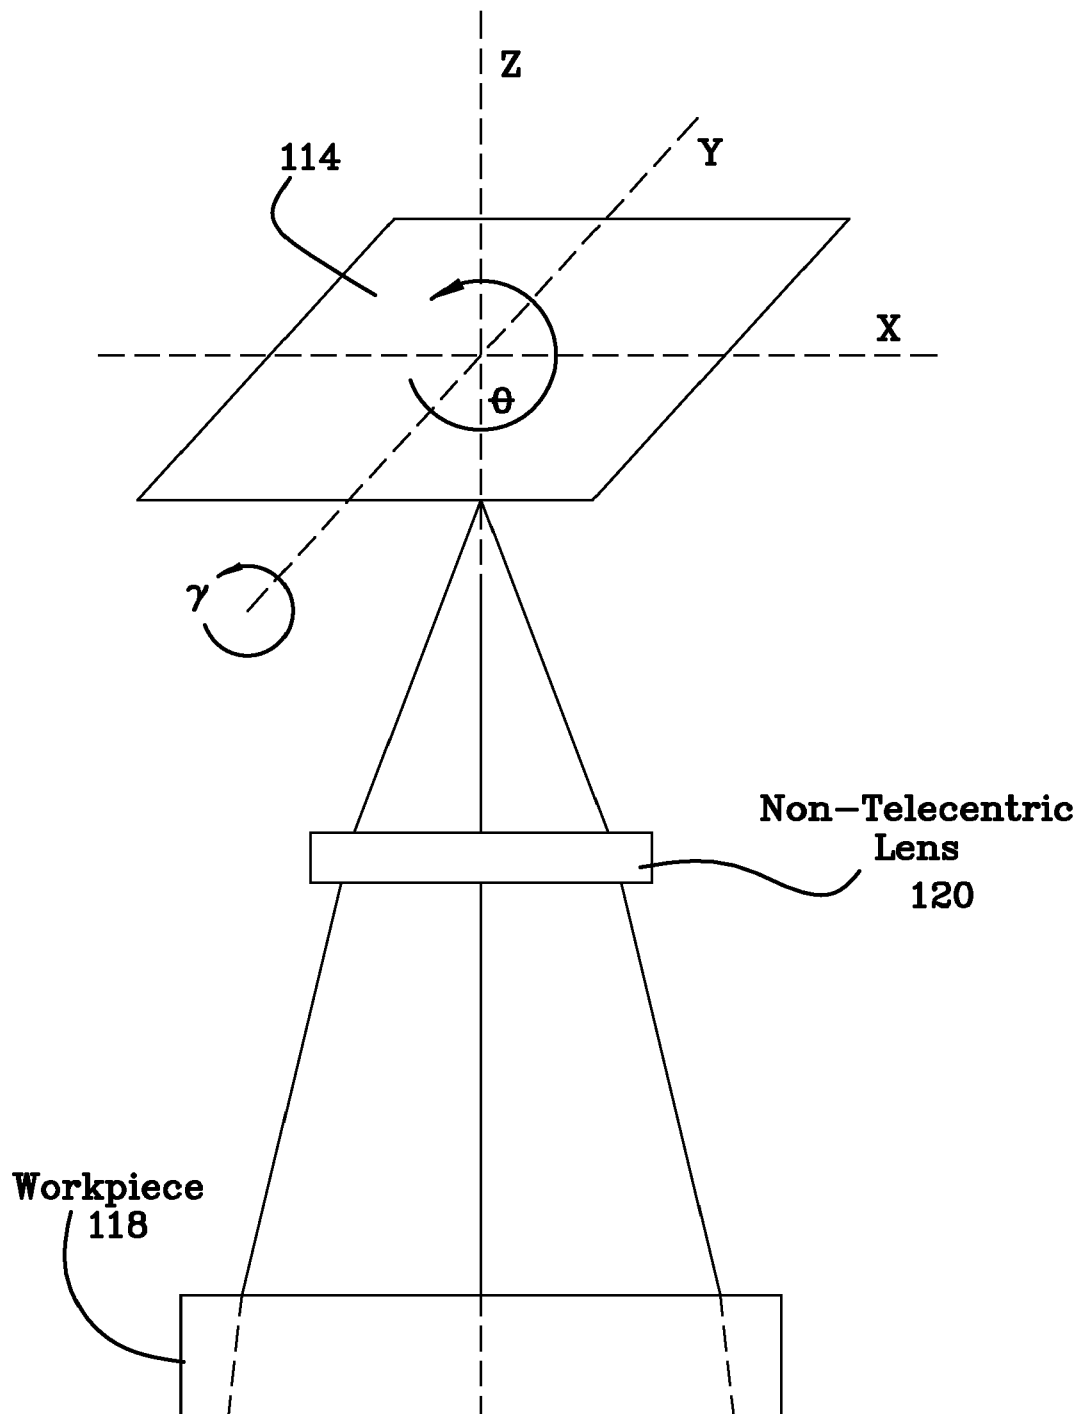 Z
Y
114
X
θ
γ
Non-Telecentric
Lens
120
Workpiece
118